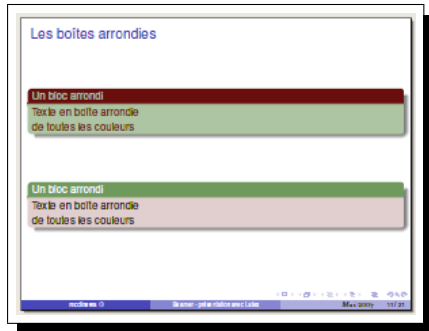 Les boîtes arrondies
Un bloc arrondi
Texte en boîte arrondie
de toutes les couleurs
Un bloc arrondi
Texte en boîte arrondie
de toutes les couleurs
Beamer - présentation avec Latex